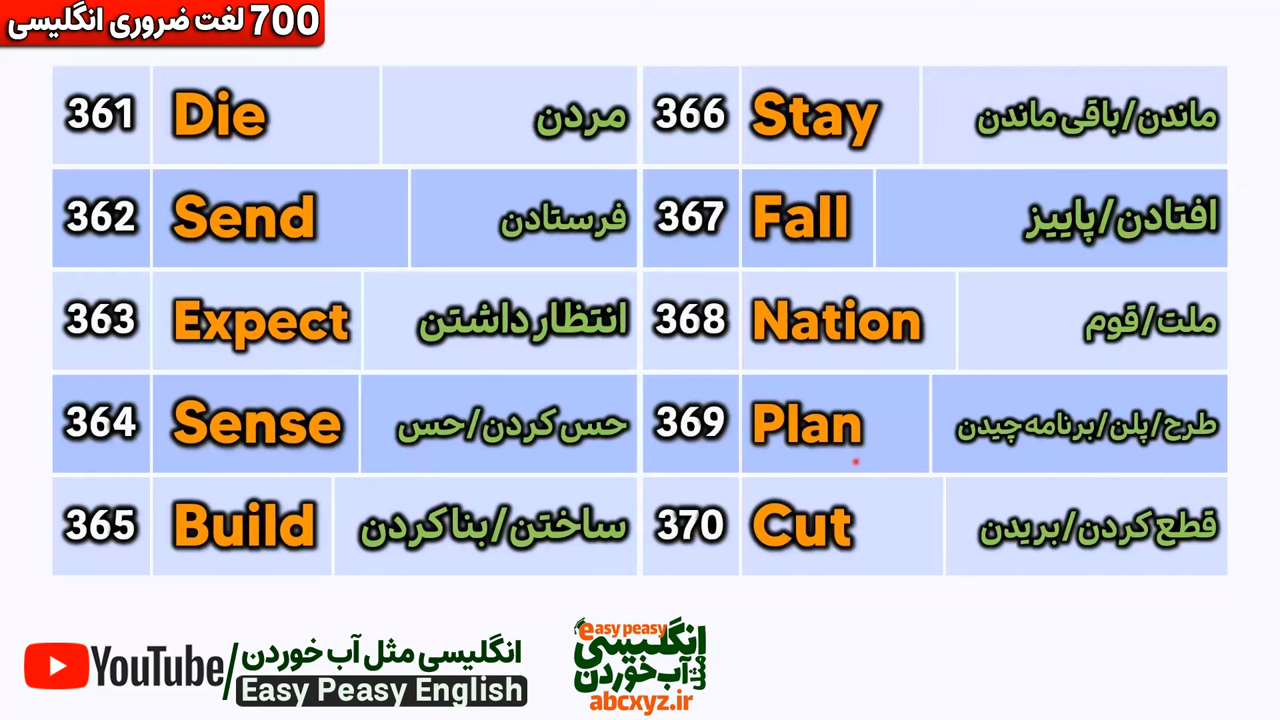 700 لغت ضروری انگلیسی
361 Die مردن
362 Send فرستادن
363 Expect انتظار داشتن
364 Sense حس کردن/حس
365 Build ساختن/بنا کردن
366 Stay ماندن/باقی ماندن
367 Fall افتادن/پاییز
368 Nation ملت/قوم
369 Plan طرح/پلن/برنامه چیدن
370 Cut قطع کردن/بریدن
YouTube/انگلیسی مثل آب خوردن
Easy Peasy English
easy peasy
انگلیسی
مثل آب خوردن
abcxyz.ir